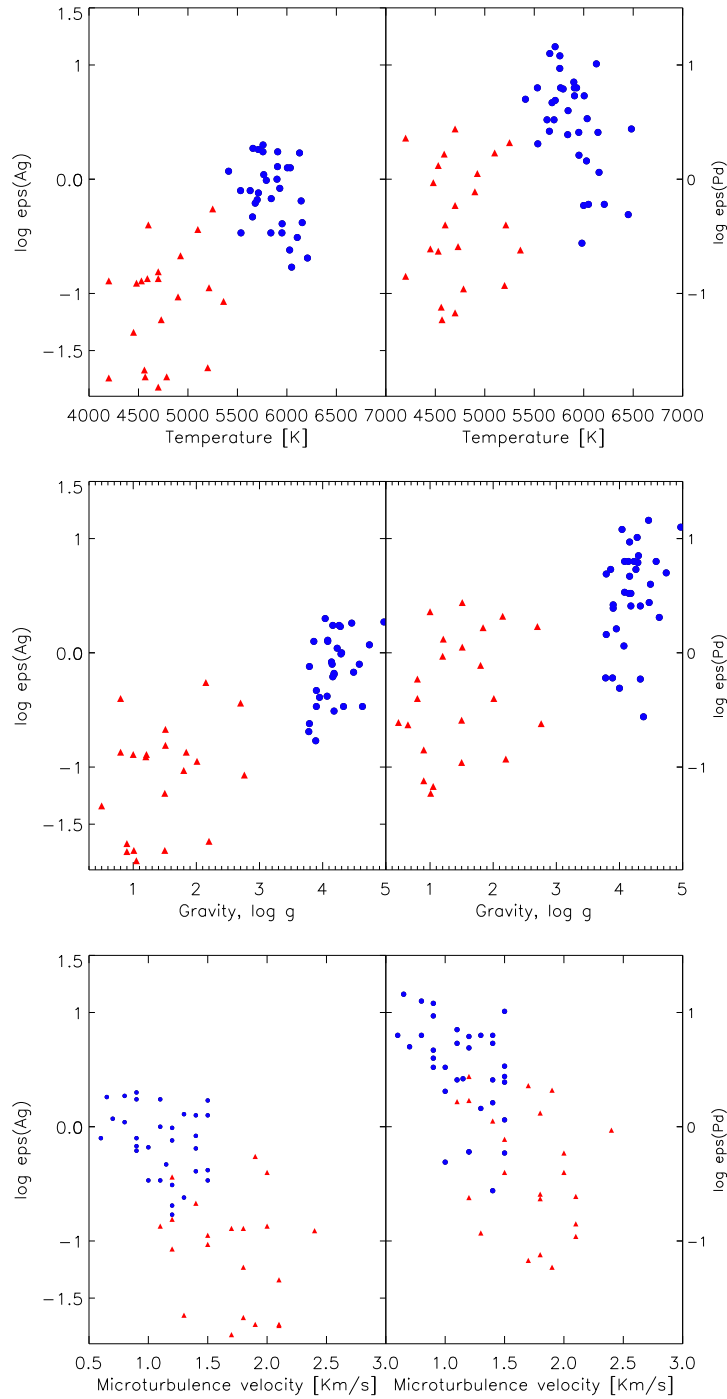 1.5
1
0.0
−1
−1.5
log eps(Ag)
1
0
−1
log eps(Pd)
4000 4500 5000 5500 6000 6500 7000 4500 5000 5500 6000 6500 7000
Temperature [K] Temperature [K]
1.5
1
0.0
−1
−1.5
log eps(Ag)
1
0
−1
log eps(Pd)
1 2 3 4 5 1 2 3 4 5
Gravity, log g Gravity, log g
1.5
1
0.0
−1
−1.5
log eps(Ag)
1
0
−1
log eps(Pd)
0.5 1.0 1.5 2.0 2.5 3.0 1.0 1.5 2.0 2.5 3.0
Microturbulence velocity [Km/s] Microturbulence velocity [Km/s]